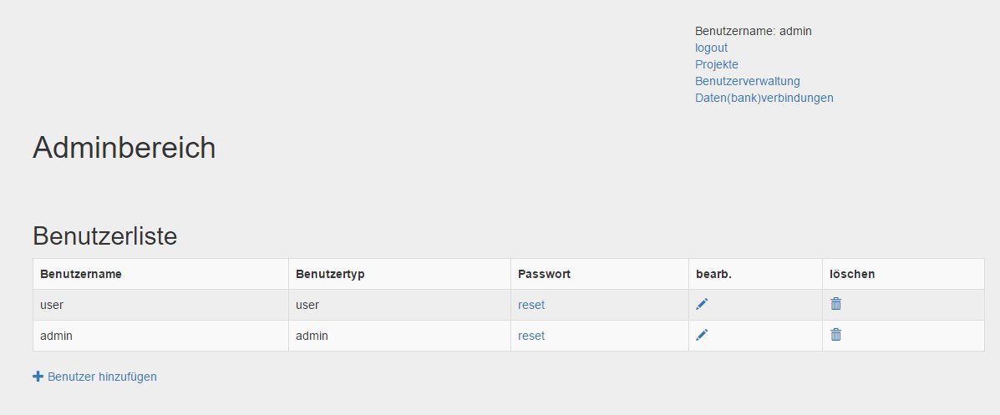 Benutzername: admin
logout
Projekte
Benutzerverwaltung
Daten(bank)verbindungen
Adminbereich
Benutzerliste
Benutzername Benutzertyp Passwort bearb. löschen
user user reset
admin admin reset
Benutzer hinzufügen